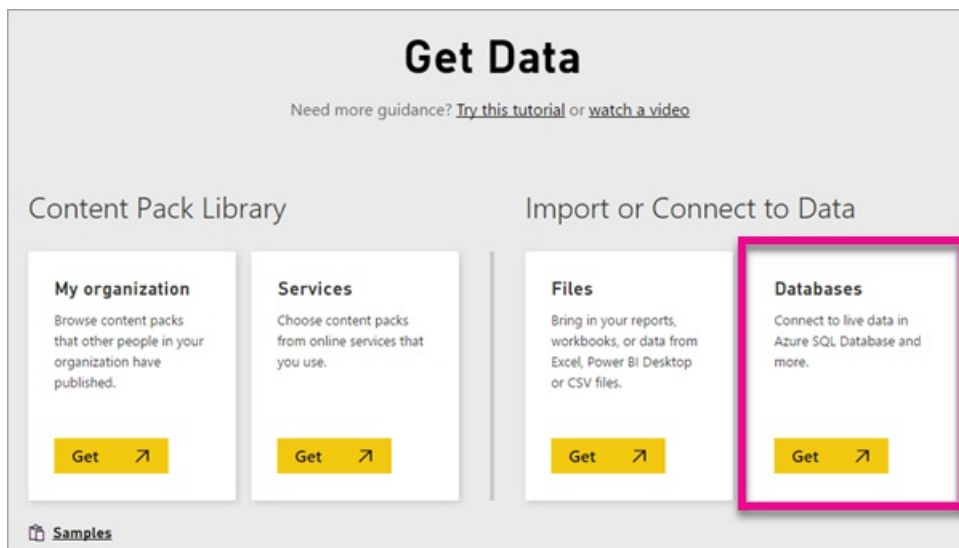 Get Data
Need more guidance? Try this tutorial or watch a video
Content Pack Library
My organization
Browse content packs
that other people in your
organization have
published.
Get
Services
Choose content packs
from online services that
you use.
Get
Import or Connect to Data
Files
Bring in your reports,
workbooks, or data from
Excel, Power BI Desktop
or CSV files.
Get
Databases
Connect to live data in
Azure SQL Database and
more.
Get
Samples